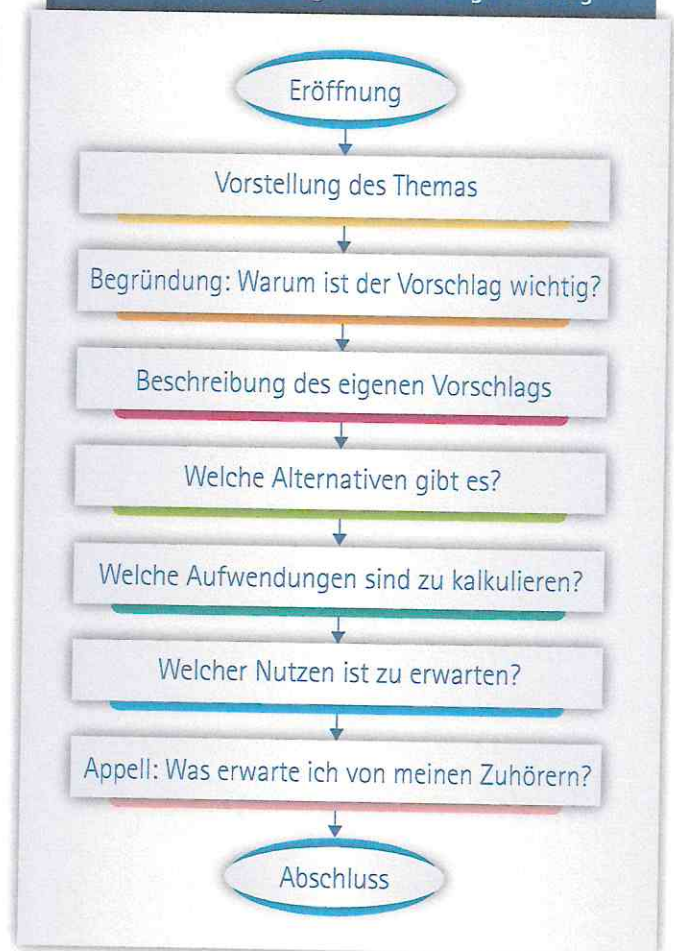 Eröffnung
Vorstellung des Themas
Begründung: Warum ist der Vorschlag wichtig?
Beschreibung des eigenen Vorschlags
Welche Alternativen gibt es?
Welche Aufwendungen sind zu kalkulieren?
Welcher Nutzen ist zu erwarten?
Appell: Was erwarte ich von meinen Zuhörern?
Abschluss